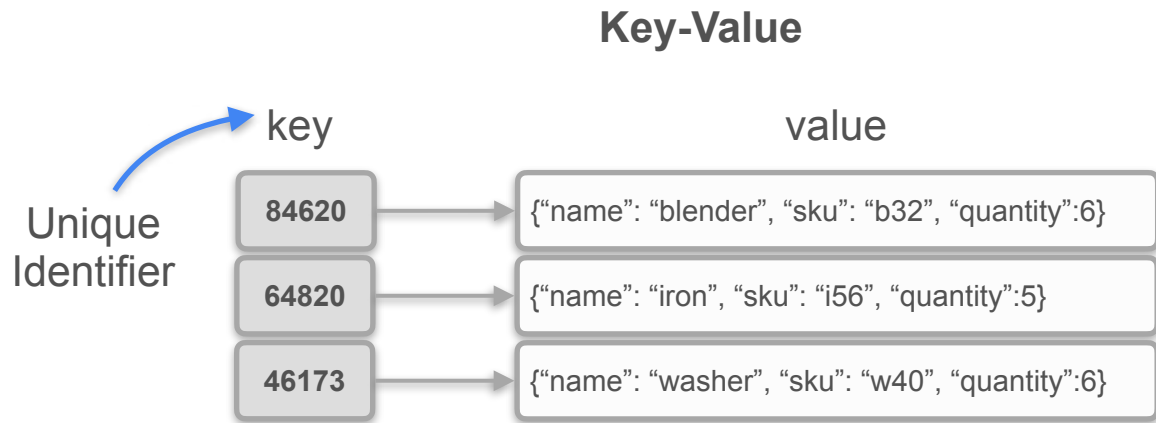 Key-Value
key value
Unique
Identifier
84620 {“name”: “blender”, “sku”: “b32”, “quantity”:6}
64820 {“name”: “iron”, “sku”: “i56”, “quantity”:5}
46173 {“name”: “washer”, “sku”: “w40”, “quantity”:6}